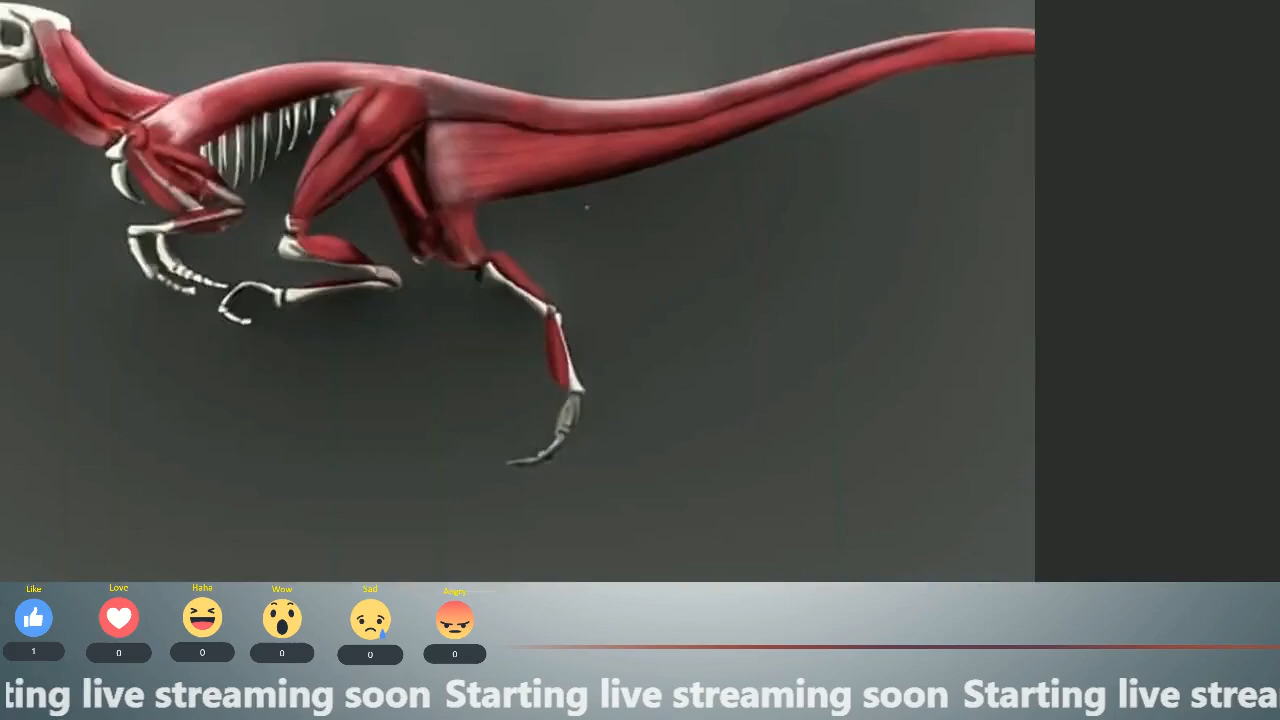 Like Love Haha Wow Sad Angry
1 0 0 0 0 0
ting live streaming soon Starting live streaming soon Starting live strea